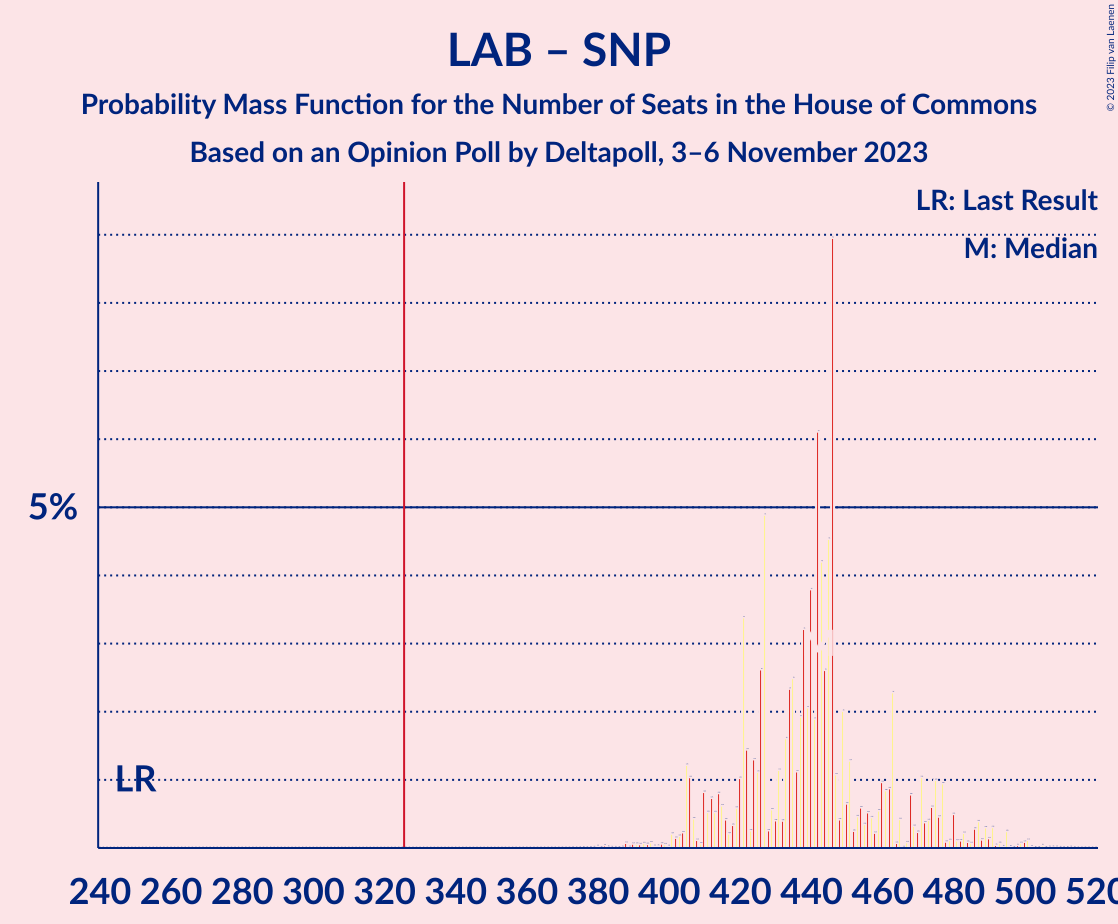 LAB – SNP
Probability Mass Function for the Number of Seats in the House of Commons
Based on an Opinion Poll by Deltapoll, 3–6 November 2023
© 2023 Filip van Laenen
LR: Last Result
M: Median
5%
LR
240 260 280 300 320 340 360 380 400 420 440 460 480 500 520